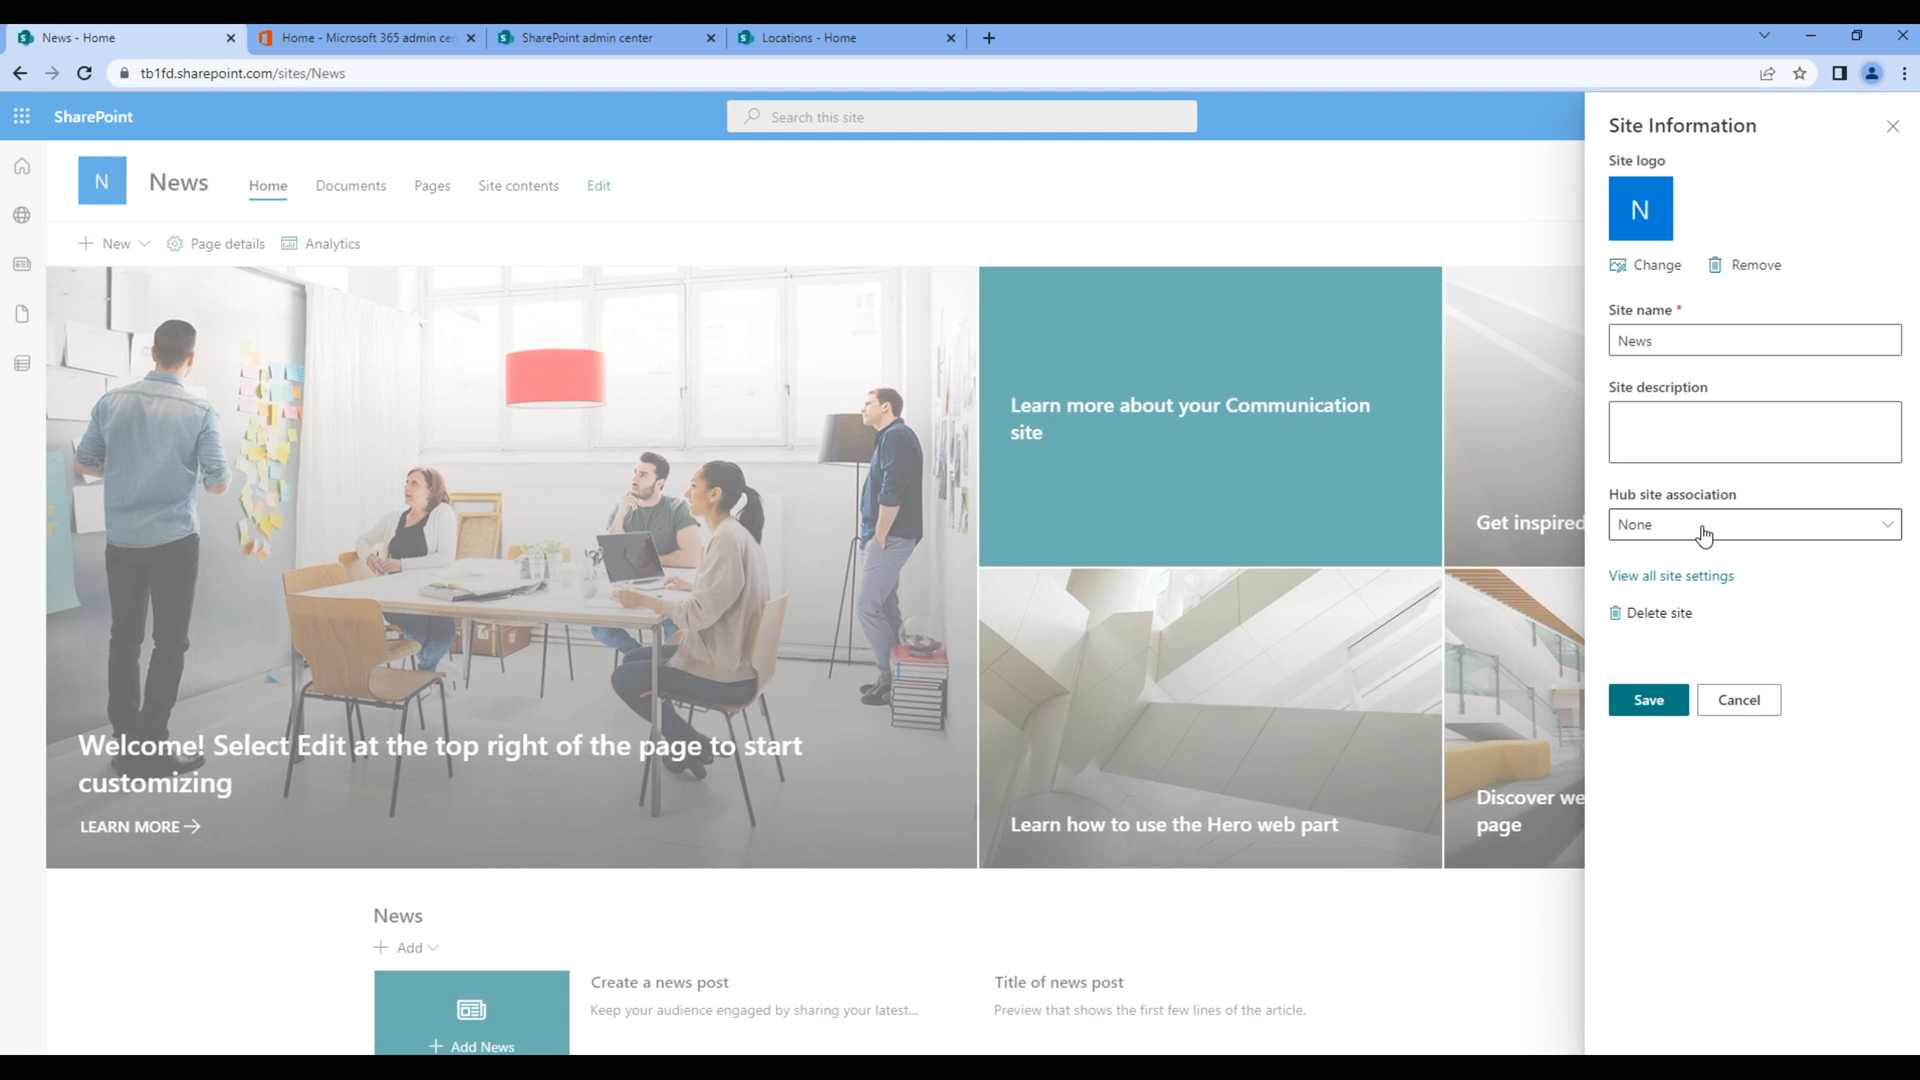 News - Home
Home - Microsoft 365 admin cen
SharePoint admin center
Locations - Home
tb1fd.sharepoint.com/sites/News
SharePoint
Search this site
N
News
Home
Documents
Pages
Site contents
Edit
New
Page details
Analytics
Welcome! Select Edit at the top right of the page to start
customizing
LEARN MORE
Learn more about your Communication
site
Get inspired
Learn how to use the Hero web part
Discover we
page
News
Add
Add News
Create a news post
Keep your audience engaged by sharing your latest...
Title of news post
Preview that shows the first few lines of the article.
Site Information
Site logo
N
Change
Remove
Site name *
News
Site description
Hub site association
None
View all site settings
Delete site
Save
Cancel